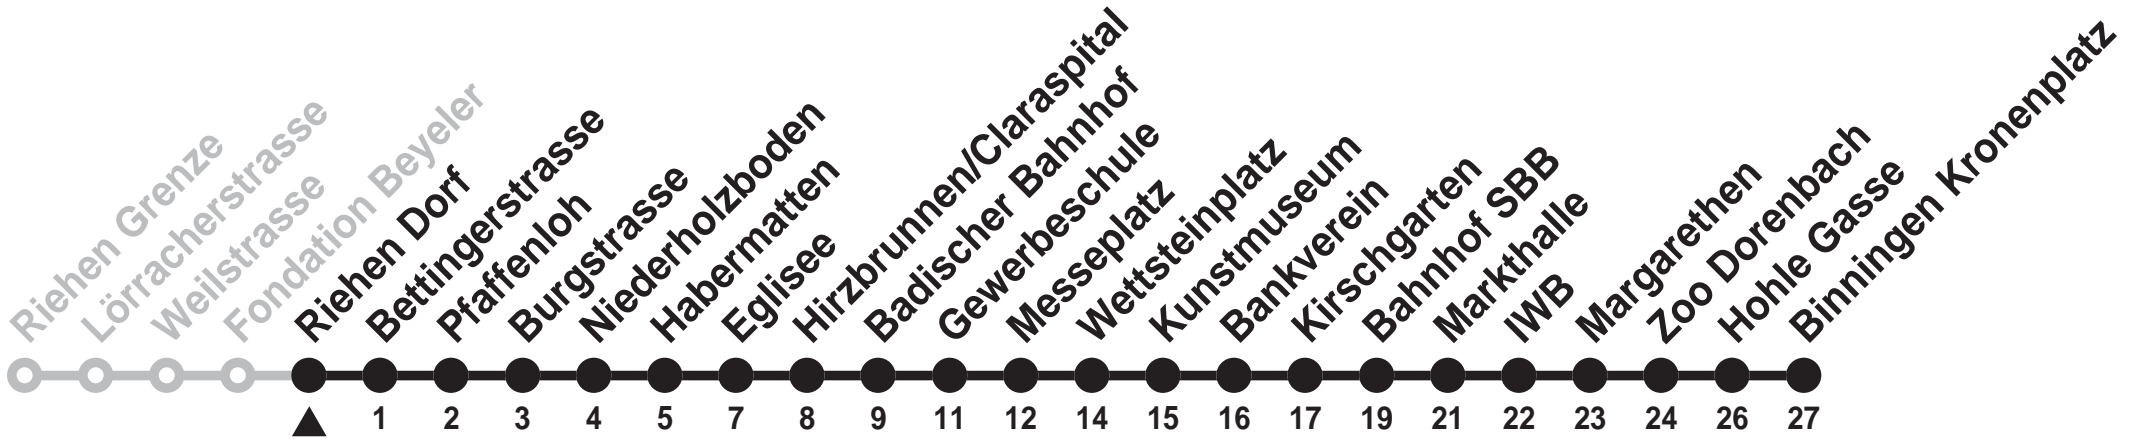 Riehen Grenze
Lörracherstrasse
Weilstrasse
Fondation Beyeler
Riehen Dorf
Bettingerstrasse
Pfaffenloh
Burgstrasse
Niederholzboden
Habermatten
Eglisee
Hirzbrunnen/Claraspital
Badischer Bahnhof
Gewerbeschule
Messeplatz
Wettsteinplatz
Kunstmuseum
Bankverein
Kirschgarten
Bahnhof SBB
Markthalle
IWB
Margarethen
Zoo Dorenbach
Hohle Gasse
Binningen Kronenplatz
1 2 3 4 5 7 8 9 11 12 14 15 16 17 19 21 22 23 24 26 27